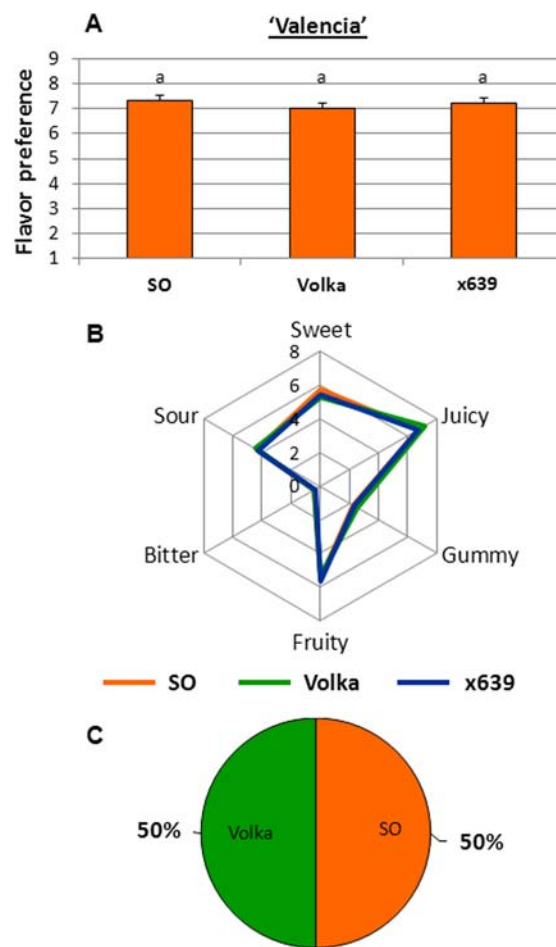 A
'Valencia'
Flavor preference
9
8
7
6
5
4
3
2
1
a a a
SO Volka x639
B
Sweet
8
6
4
2
0
Sour
Juicy
Bitter
Gummy
Fruity
SO Volka x639
C
50% Volka SO 50%